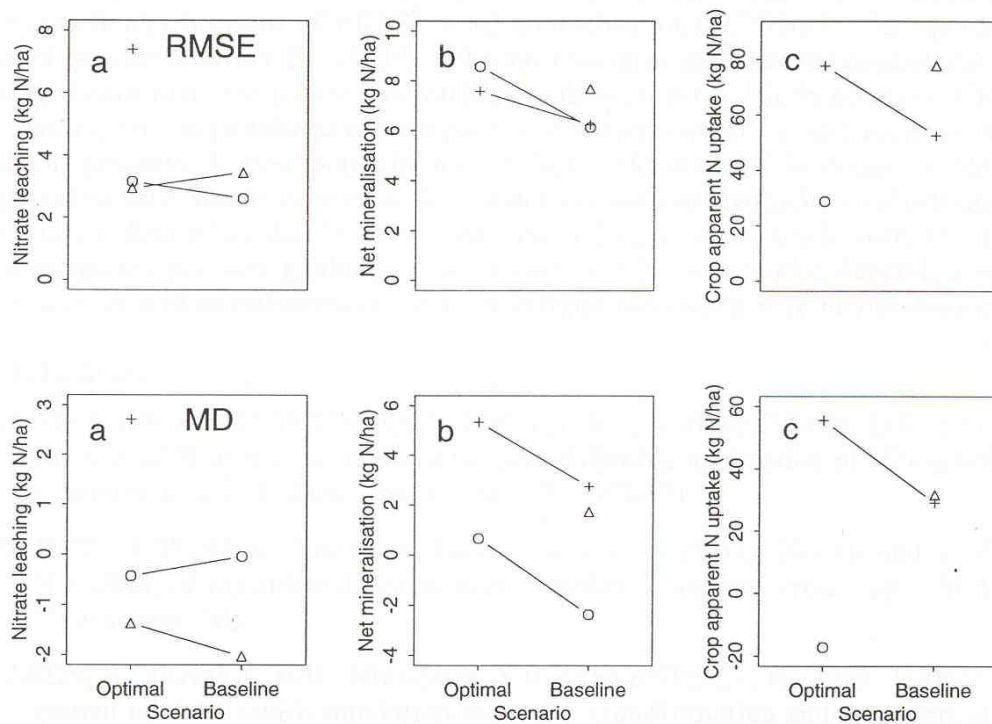 RMSE
a
Nitrate leaching (kg N/ha)
0 2 4 6 8
b
Net mineralisation (kg N/ha)
0 2 4 6 8 10
c
Crop apparent N uptake (kg N/ha)
0 20 40 60 80
MD
a
Nitrate leaching (kg N/ha)
-2 -1 0 1 2 3
b
Net mineralisation (kg N/ha)
-4 -2 0 2 4 6
c
Crop apparent N uptake (kg N/ha)
-20 0 20 40 60
Optimal Baseline
Scenario
Optimal Baseline
Scenario
Optimal Baseline
Scenario